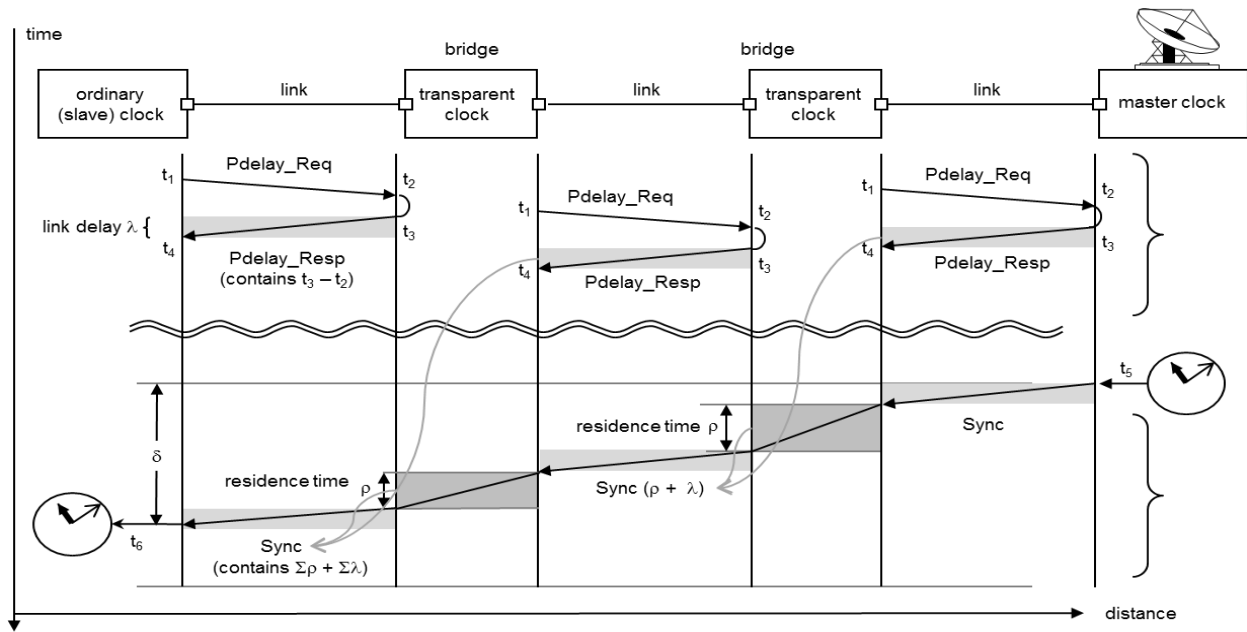 time
bridge
bridge
ordinary
(slave) clock
link
transparent
clock
link
transparent
clock
link
master clock
Pdelay_Req
t1
t2
link delay λ {
t3
t4
Pdelay_Resp
(contains t3 – t2)
Pdelay_Req
t1
t2
t3
t4
Pdelay_Resp
Pdelay_Req
t1
t2
t3
t4
Pdelay_Resp
t5
Sync
residence time
ρ
Sync (ρ + λ)
δ
residence time
ρ
t6
Sync
(contains Σρ + Σλ)
distance